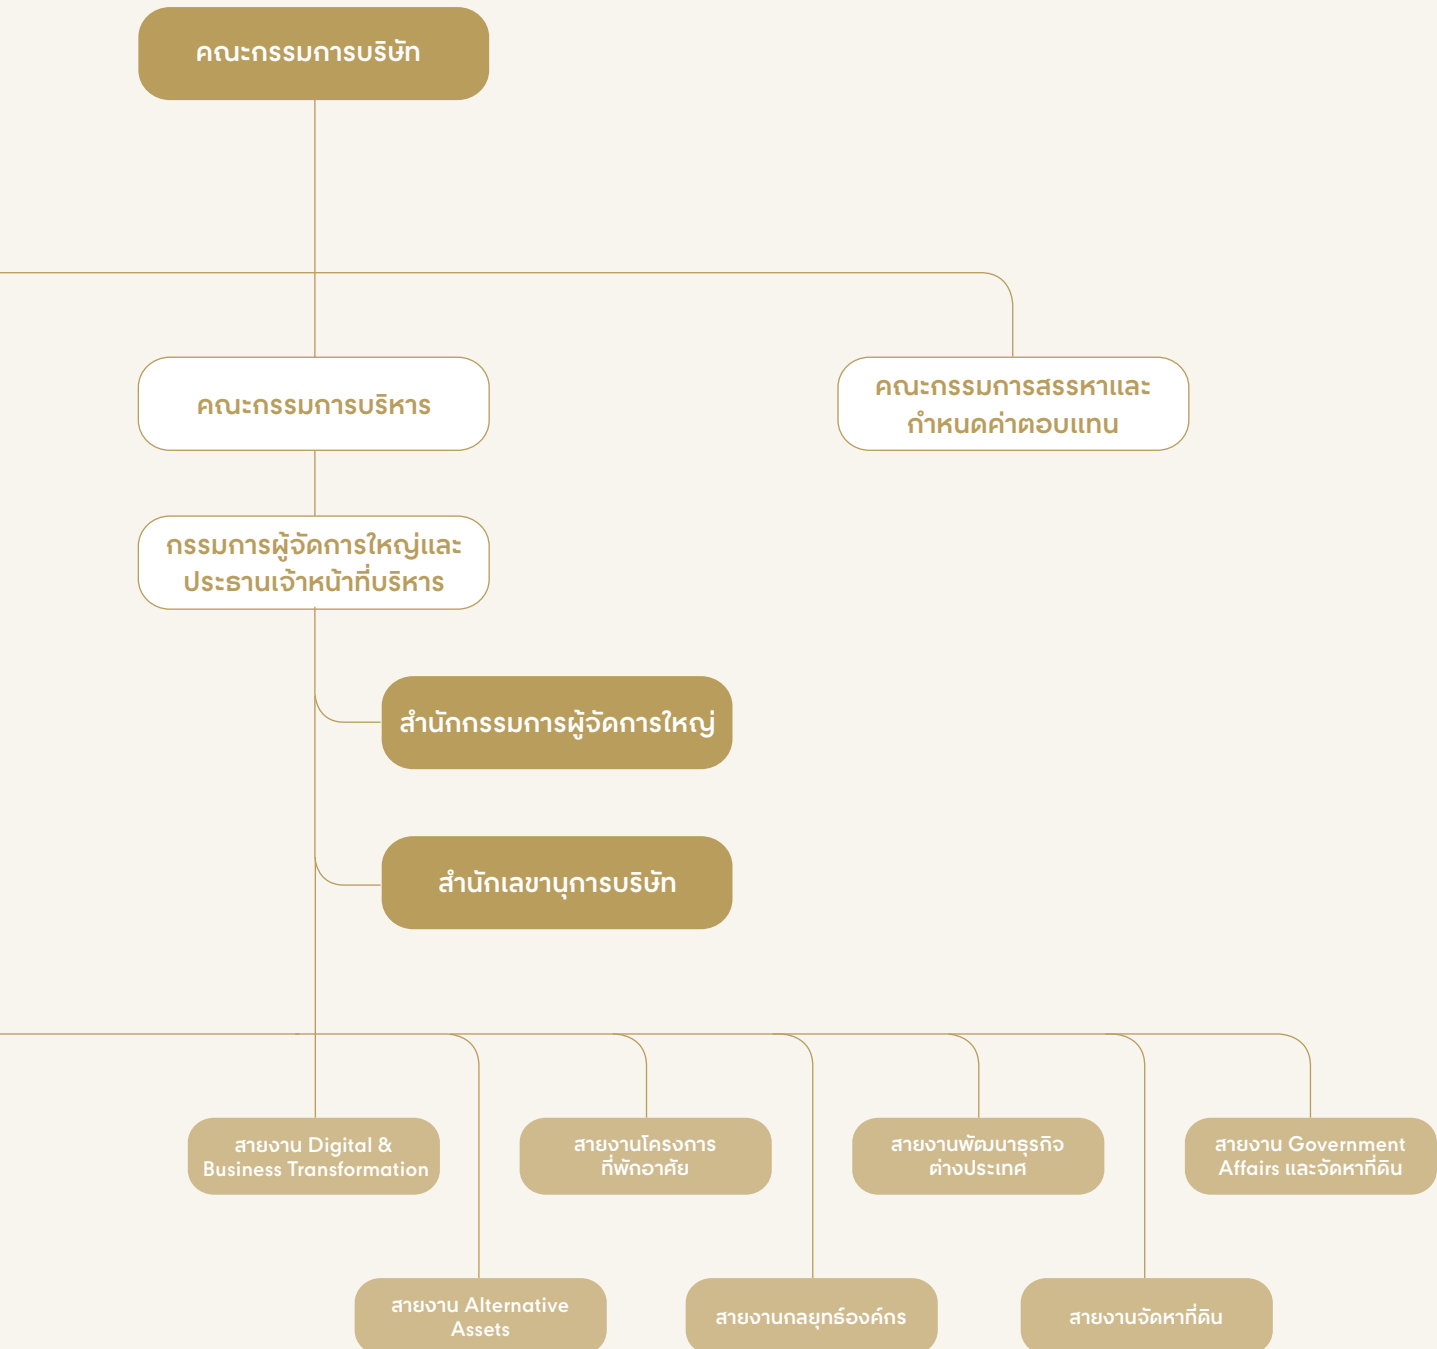 คณะกรรมการบริษัท
คณะกรรมการบริหาร
คณะกรรมการสรรหาและ
กำหนดค่าตอบแทน
กรรมการผู้จัดการใหญ่และ
ประธานเจ้าหน้าที่บริหาร
สำนักกรรมการผู้จัดการใหญ่
สำนักเลขานุการบริษัท
สายงาน Digital &
Business Transformation
สายงานโครงการ
ที่พักอาศัย
สายงานพัฒนาธุรกิจ
ต่างประเทศ
สายงาน Government
Affairs และจัดหาที่ดิน
สายงาน Alternative
Assets
สายงานกลยุทธ์องค์กร
สายงานจัดหาที่ดิน